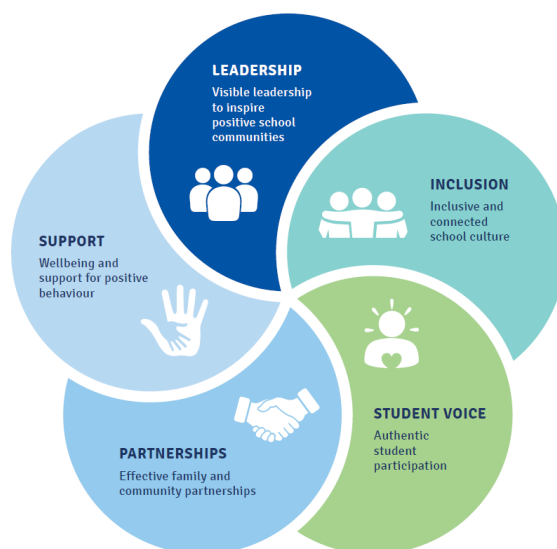 LEADERSHIP
Visible leadership
to inspire
positive school
communities
INCLUSION
Inclusive and
connected
school culture
STUDENT VOICE
Authentic
student
participation
PARTNERSHIPS
Effective family and
community partnerships
SUPPORT
Wellbeing and
support for positive
behaviour